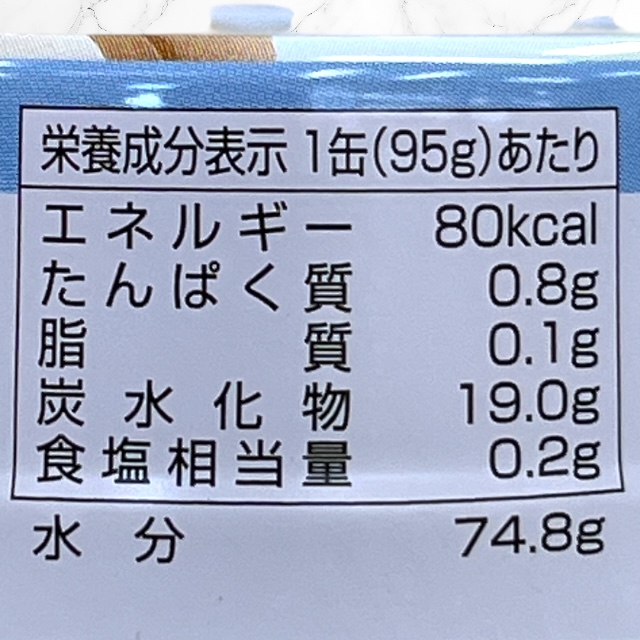 栄養成分表示 1缶(95g)あたり
エネルギー 80kcal
たんぱく質 0.8g
脂質 0.1g
炭水化物 19.0g
食塩相当量 0.2g
水分 74.8g